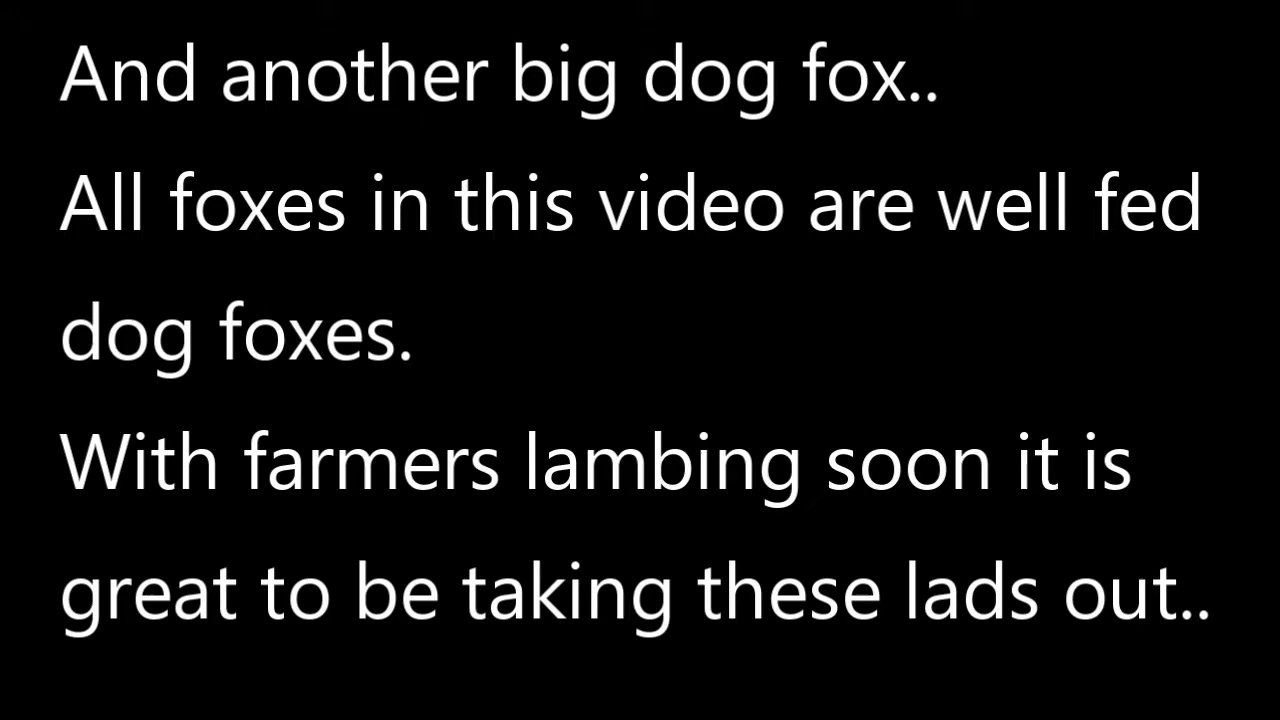 And another big dog fox..
All foxes in this video are well fed
dog foxes.
With farmers lambing soon it is
great to be taking these lads out..